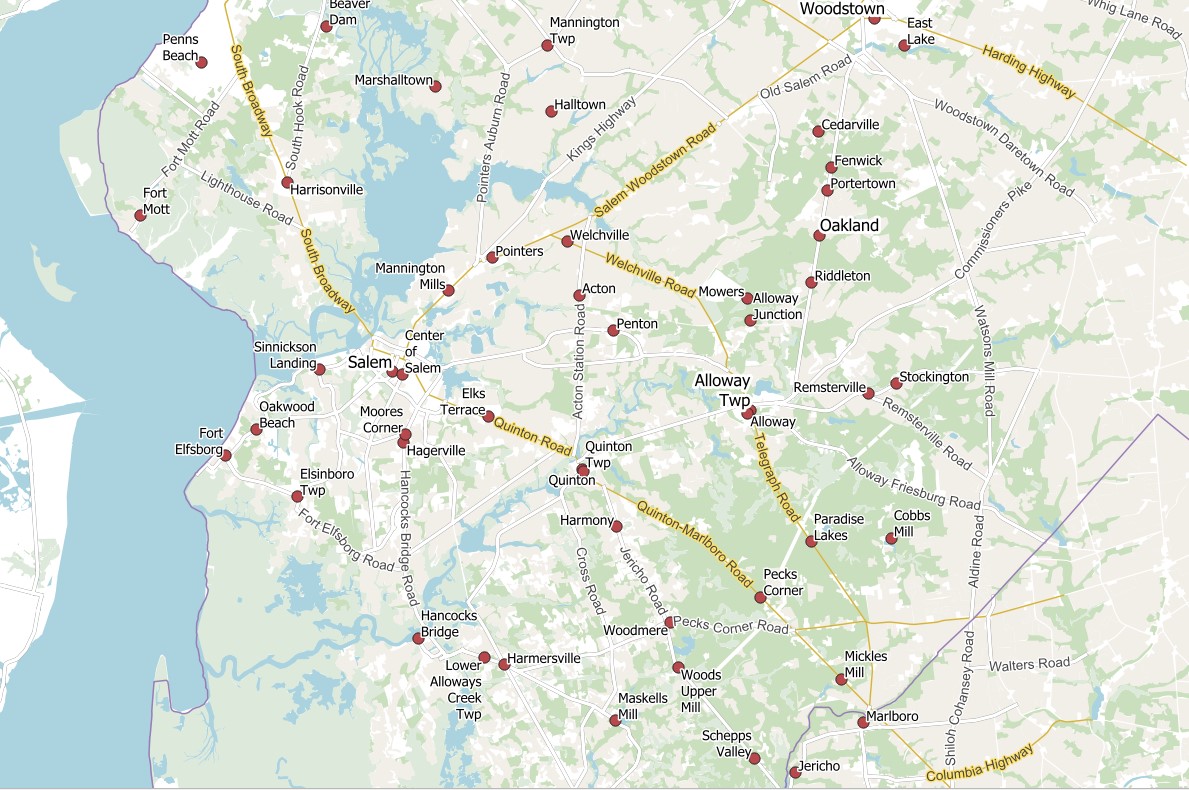 Beaver
Dam
Mannington
Twp
Woodstown
East
Lake
Whig Lane Road
Penns
Beach
South Broadway
Harding Highway
Marshalltown
Old Salem Road
South Hook Road
Halltown
Pointers Auburn Road
Kings Highway
Fort Mott Road
Cedarville
Woodstown Daretown Road
Salem Woodstown Road
Fenwick
Portertown
Lighthouse Road
Harrisonville
Fort
Mott
Oakland
Commissioners Pike
Welchville
Pointers
South Broadway
Mannington
Mills
Welchville Road
Riddleton
Acton
Mowers
Alloway
Junction
Penton
Center
of
Salem
Salem
Sinnickson
Landing
Acton Station Road
Watsons Mill Road
Alloway
Twp
Remsterville
Stockington
Elks
Terrace
Moores
Corner
Oakwood
Beach
Quinton Road
Alloway
Remsterville Road
Fort
Elfsborg
Hagerville
Quinton
Twp
Quinton
Telegraph Road
Alloway Friesburg Road
Elsinboro
Twp
Hancocks Bridge Road
Fort Elfsborg Road
Harmony
Quinton-Marlboro Road
Paradise
Lakes
Cobbs
Mill
Aldine Road
Cross Road
Jericho Road
Pecks
Corner
Hancocks
Bridge
Woodmere
Pecks Corner Road
Lower
Alloways
Creek
Twp
Harmersville
Woods
Upper
Mill
Mickles
Mill
Walters Road
Shiloh Cohansey Road
Maskells
Mill
Marlboro
Schepps
Valley
Jericho
Columbia Highway